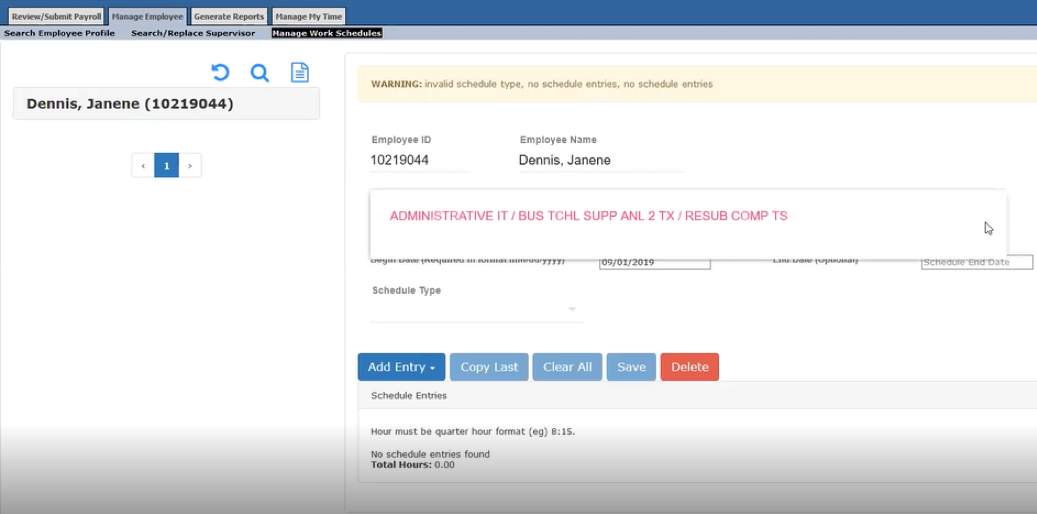 Review/Submit Payroll Manage Employee Generate Reports Manage My Time
Search Employee Profile Search/Replace Supervisor Manage Work Schedules
Dennis, Janene (10219044)
‹ 1 ›
WARNING: invalid schedule type, no schedule entries, no schedule entries
Employee ID Employee Name
10219044 Dennis, Janene
ADMINISTRATIVE IT / BUS TCHL SUPP ANL 2 TX / RESUB COMP TS
Begin Date (Required in format mm/dd/yyyy) 09/01/2019 End Date (Optional) Schedule End Date
Schedule Type
Add Entry Copy Last Clear All Save Delete
Schedule Entries
Hour must be quarter hour format (eg) 8:15.
No schedule entries found
Total Hours: 0.00